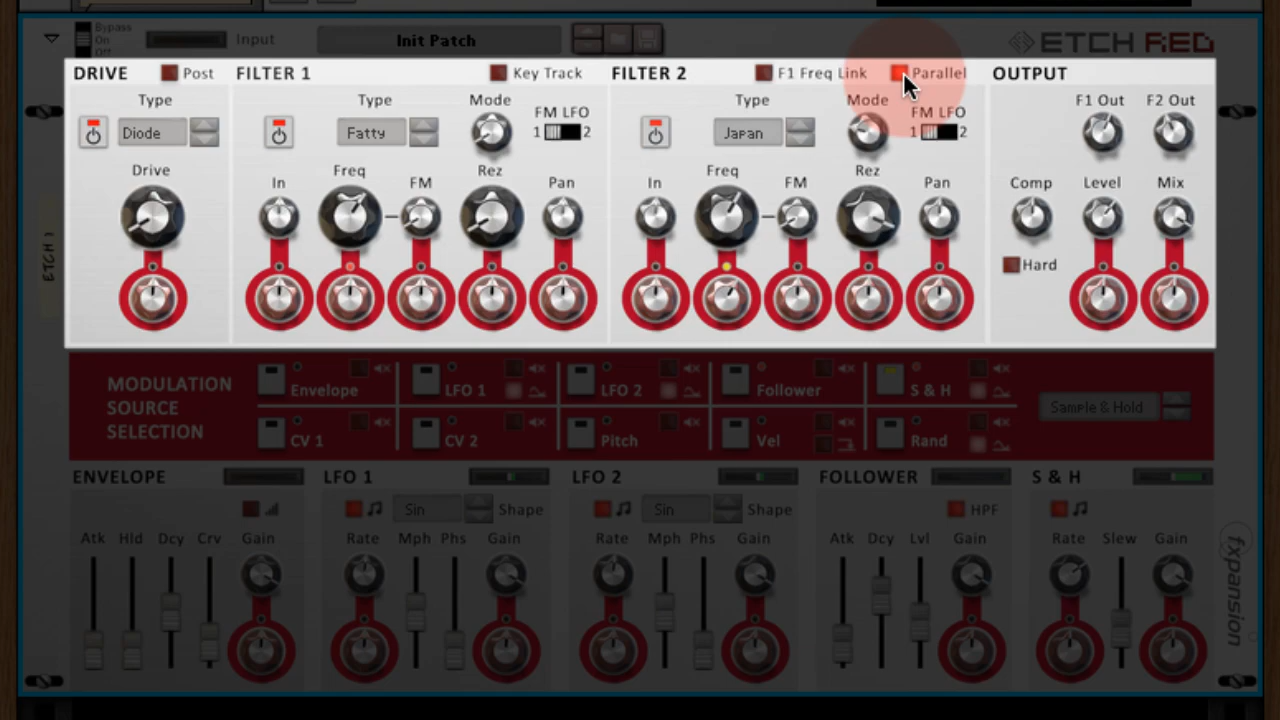 Bypass
On
Off
Input
Init Patch
ETCH RED
DRIVE
Post
FILTER 1
Key Track
FILTER 2
F1 Freq Link
Parallel
OUTPUT
Type
Type
Mode
FM LFO
Type
Mode
FM LFO
F1 Out
F2 Out
Diode
Fatty
1
2
Japan
1
2
Drive
In
Freq
FM
Rez
Pan
In
Freq
FM
Rez
Pan
Comp
Level
Mix
Hard
ETCH 1
MODULATION
SOURCE
SELECTION
Envelope
LFO 1
LFO 2
Follower
S & H
Sample & Hold
CV 1
CV 2
Pitch
Vel
Rand
ENVELOPE
LFO 1
LFO 2
FOLLOWER
S & H
Sin
Shape
Sin
Shape
HPF
Atk
Hld
Dcy
Crv
Gain
Rate
Mph
Phs
Gain
Rate
Mph
Phs
Gain
Atk
Dcy
Lvl
Gain
Rate
Slew
Gain
fxpansion